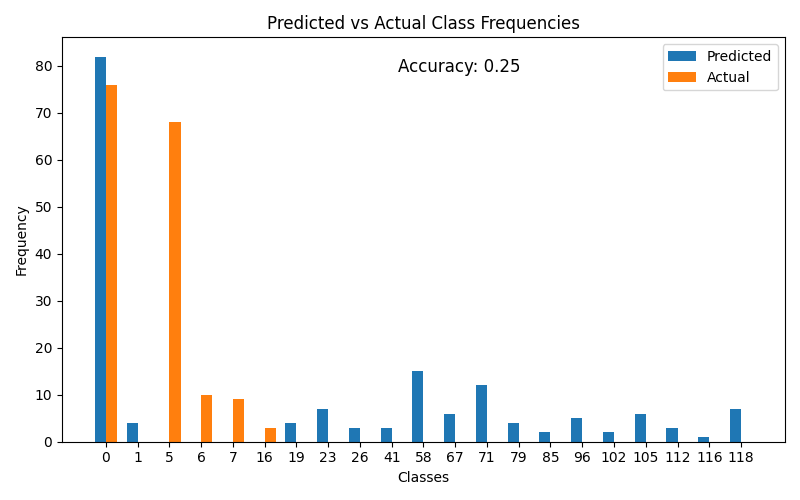 Predicted vs Actual Class Frequencies
Accuracy: 0.25
Predicted
Actual
80
70
60
50
40
30
20
10
0
Frequency
0 1 5 6 7 16 19 23 26 41 58 67 71 79 85 96 102 105 112 116 118
Classes